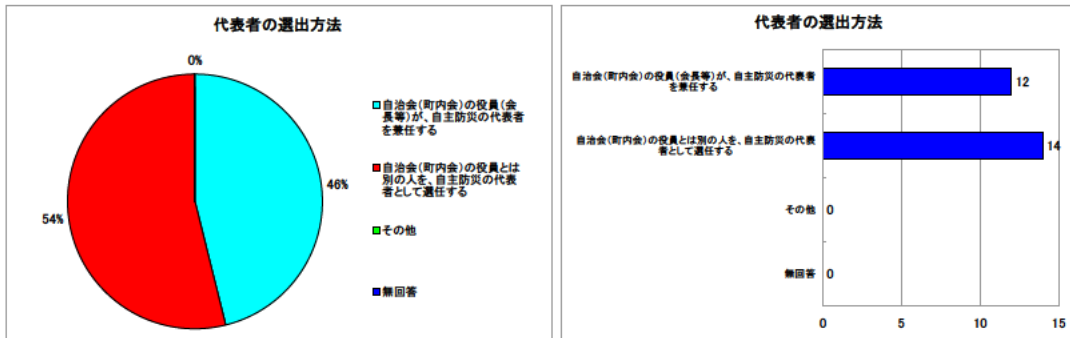 代表者の選出方法
0%
46%
54%
自治会(町内会)の役員(会
長等)が、自主防災の代表者
を兼任する
自治会(町内会)の役員とは
別の人を、自主防災の代表
者として選任する
その他
無回答
代表者の選出方法
自治会(町内会)の役員(会長等)が、自主防災の代表者
を兼任する
12
自治会(町内会)の役員とは別の人を、自主防災の代表
者として選任する
14
その他
0
無回答
0
0 5 10 15